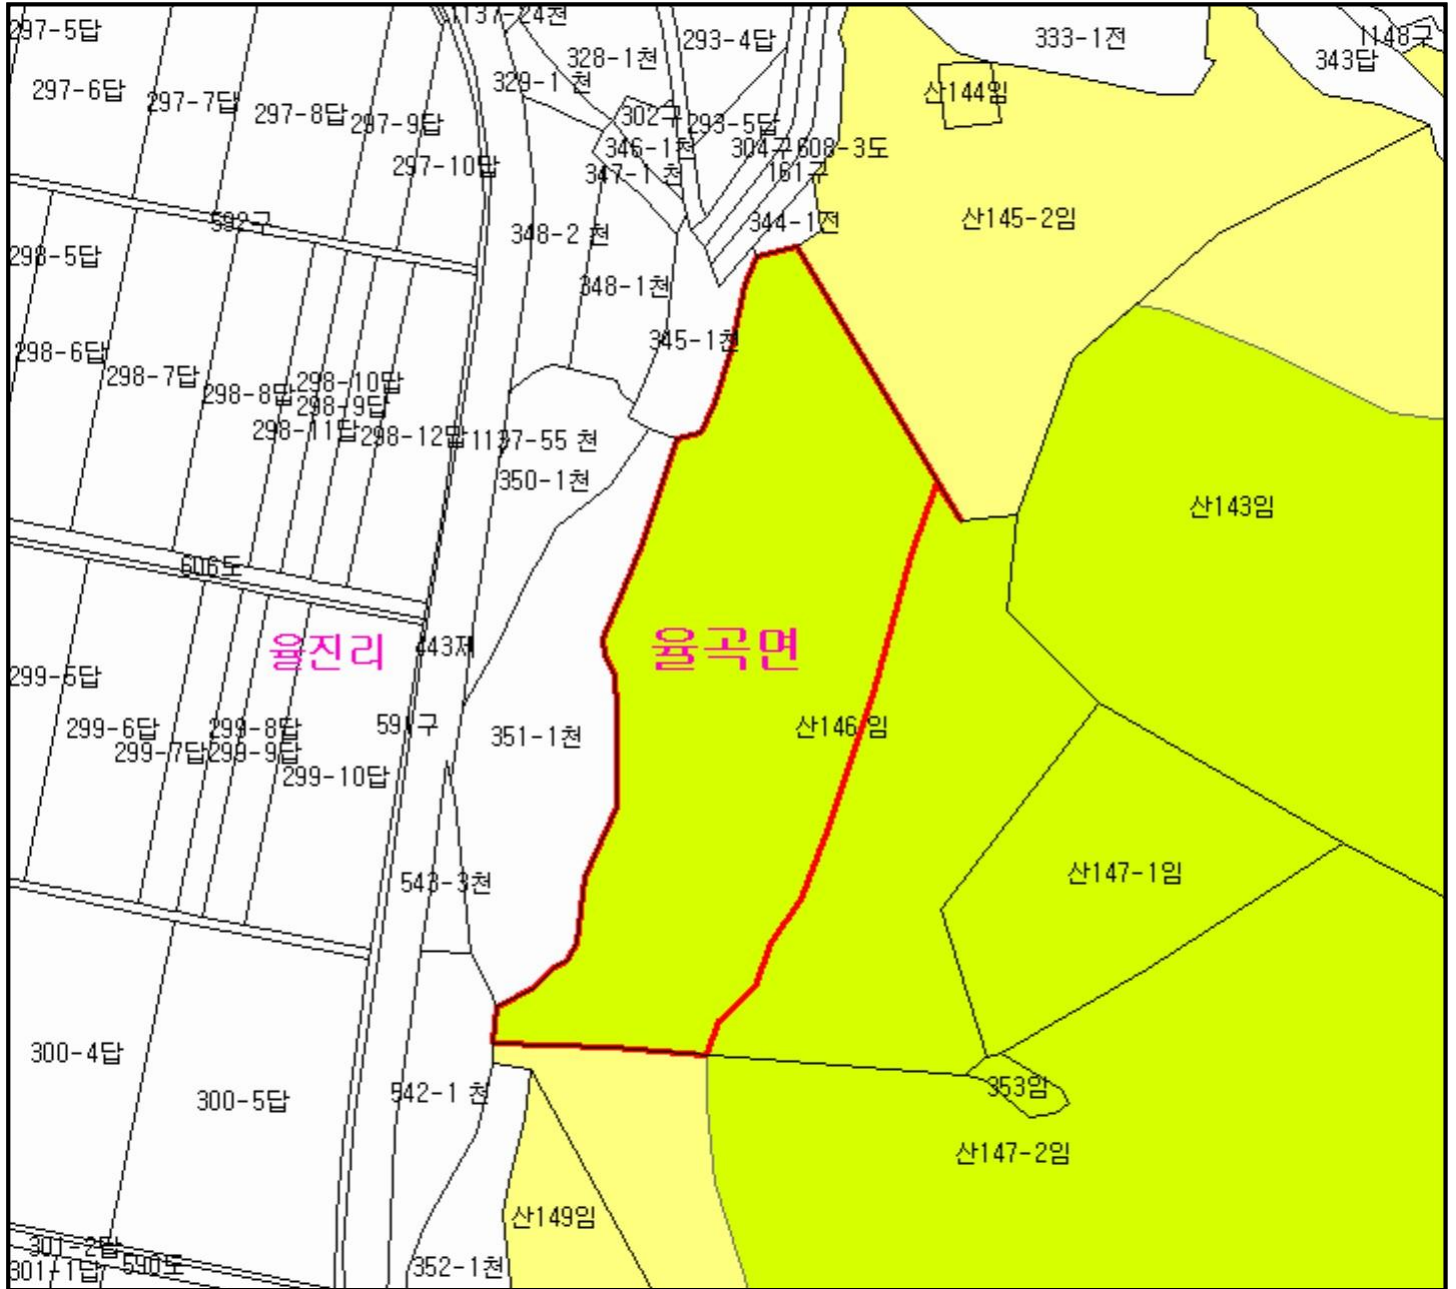 297-5답
1137-24천
328-1천
293-4답
333-1전
1148구
343답
329-1 천
297-6답
297-7답
297-8답
297-9답
297-10답
산144임
302구
293-5답
346-1천
304구
608-3도
347-1 천
161구
592구
348-2 천
344-1전
산145-2임
298-5답
348-1천
345-1천
298-6답
298-7답
298-8답
298-10답
298-9답
298-11답
298-12답
1137-55 천
350-1천
산143임
606도
율진리
443제
율곡면
299-5답
299-6답
299-8답
591구
351-1천
산146 임
299-7답
299-9답
299-10답
543-3천
산147-1임
300-4답
300-5답
542-1 천
353임
산147-2임
산149임
301-2답
590도
301-1답
352-1천